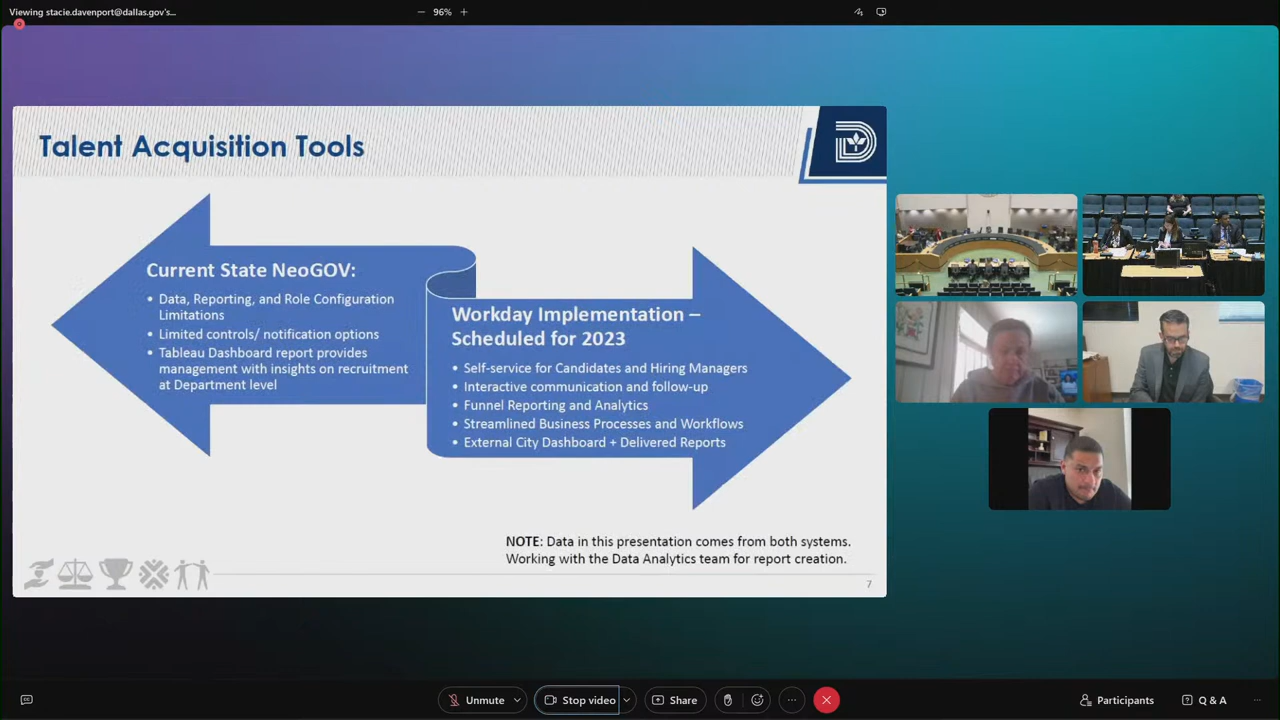 Viewing stacie.davenport@dallas.gov's...
96%
Talent Acquisition Tools
Current State NeoGOV:
• Data, Reporting, and Role Configuration
Limitations
• Limited controls/ notification options
• Tableau Dashboard report provides
management with insights on recruitment
at Department level
Workday Implementation –
Scheduled for 2023
• Self-service for Candidates and Hiring Managers
• Interactive communication and follow-up
• Funnel Reporting and Analytics
• Streamlined Business Processes and Workflows
• External City Dashboard + Delivered Reports
NOTE: Data in this presentation comes from both systems.
Working with the Data Analytics team for report creation.
7
Unmute
Stop video
Share
Participants
Q & A